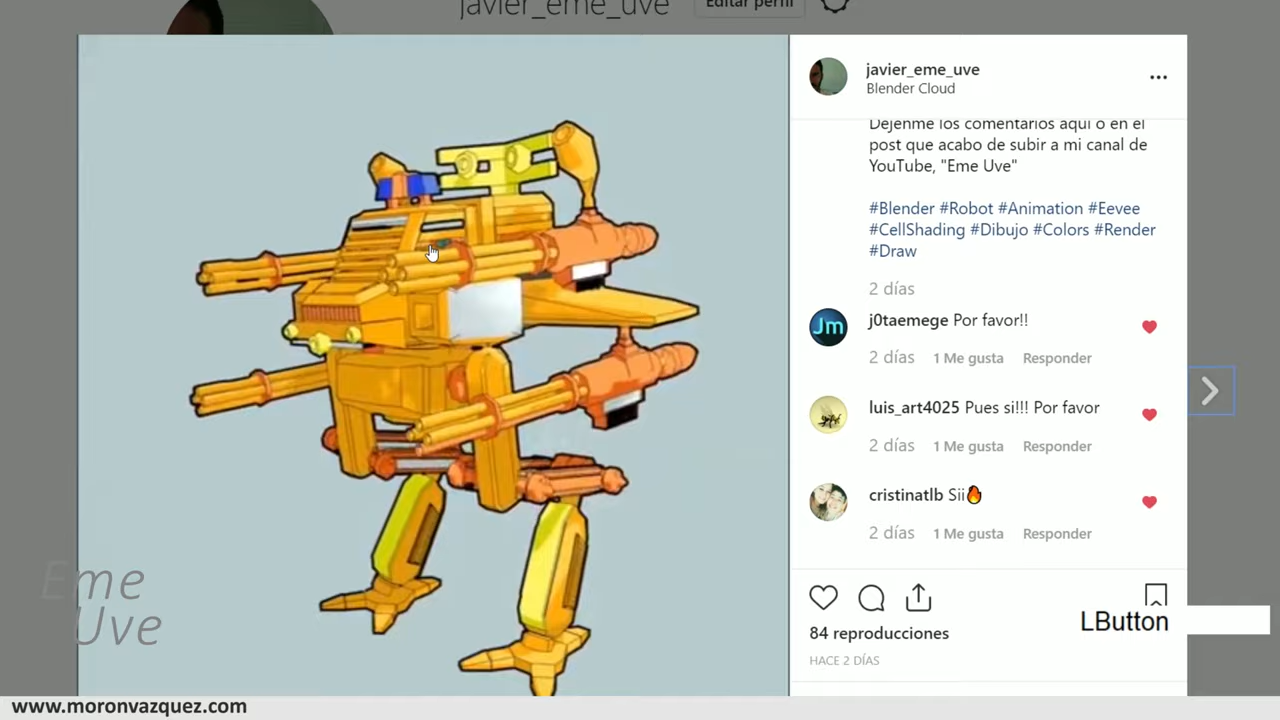 javier_eme_uve
Editar perfil
javier_eme_uve
Blender Cloud
Déjenme los comentarios aquí o en el
post que acabo de subir a mi canal de
YouTube, "Eme Uve"
#Blender #Robot #Animation #Eevee
#CellShading #Dibujo #Colors #Render
#Draw
2 días
Jm
j0taemege Por favor!!
2 días 1 Me gusta Responder
luis_art4025 Pues si!!! Por favor
2 días 1 Me gusta Responder
cristinatlb Sii🔥
2 días 1 Me gusta Responder
84 reproducciones
HACE 2 DÍAS
LButton
Eme
Uve
www.moronvazquez.com